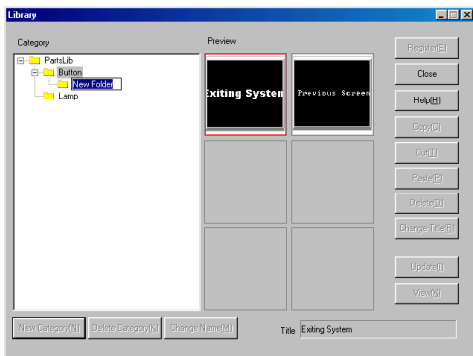 Library
Category
Preview
PartsLib
Button
New Folder
Lamp
Exiting System
Previous Screen
Register(E)
Close
Help(H)
Copy(C)
Cut(T)
Paste(P)
Delete(D)
Change Title(R)
Update(I)
View(S)
New Category(N)
Delete Category(K)
Change Name(M)
Title
Exiting System